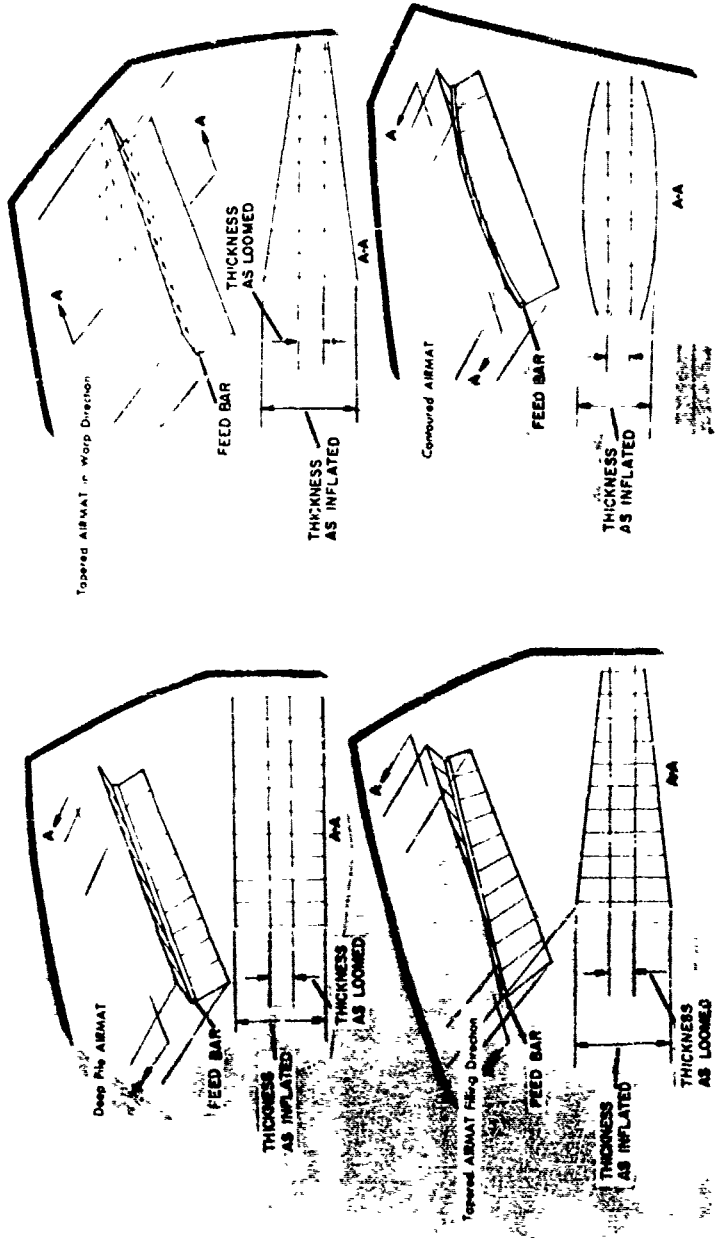 Deep Pile AIRMAT
A
FEED BAR
THICKNESS
AS INFLATED
THICKNESS
AS LOOMED
A-A
Tapered AIRMAT in Warp Direction
A
A
FEED BAR
THICKNESS
AS LOOMED
THICKNESS
AS INFLATED
A-A
Tapered AIRMAT Filling Direction
A
FEED BAR
THICKNESS
AS INFLATED
THICKNESS
AS LOOMED
A-A
Contoured AIRMAT
A
A
FEED BAR
THICKNESS
AS INFLATED
A-A